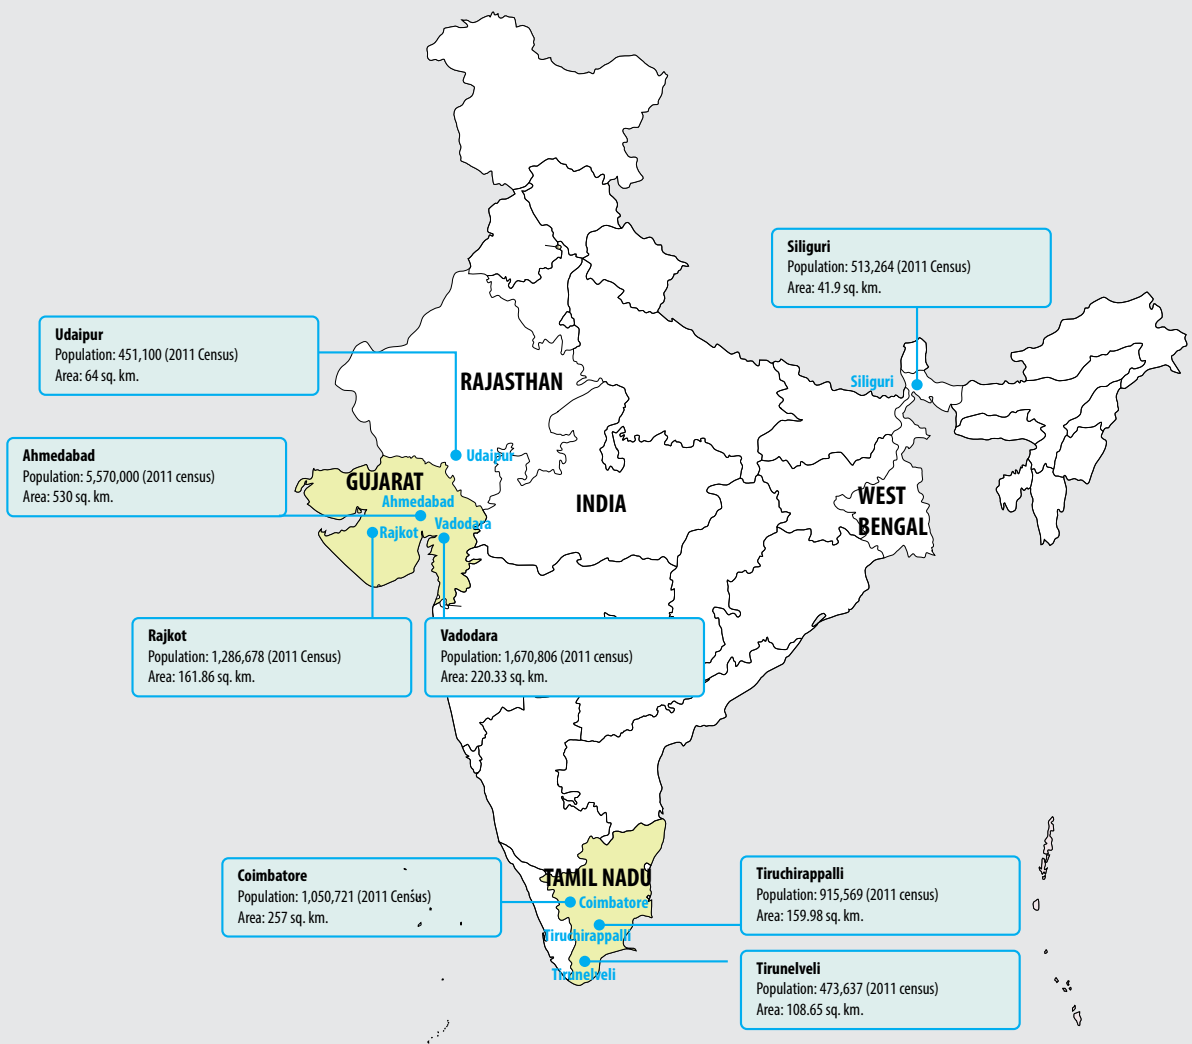 Siliguri
Population: 513,264 (2011 Census)
Area: 41.9 sq. km.
Udaipur
Population: 451,100 (2011 Census)
Area: 64 sq. km.
RAJASTHAN
Siliguri
Ahmedabad
Population: 5,570,000 (2011 census)
Area: 530 sq. km.
Udaipur
GUJARAT
Ahmedabad
Vadodara
Rajkot
INDIA
WEST
BENGAL
Rajkot
Population: 1,286,678 (2011 Census)
Area: 161.86 sq. km.
Vadodara
Population: 1,670,806 (2011 census)
Area: 220.33 sq. km.
Coimbatore
Population: 1,050,721 (2011 Census)
Area: 257 sq. km.
TAMIL NADU
Coimbatore
Tiruchirappalli
Tirunelveli
Tiruchirappalli
Population: 915,569 (2011 census)
Area: 159.98 sq. km.
Tirunelveli
Population: 473,637 (2011 census)
Area: 108.65 sq. km.